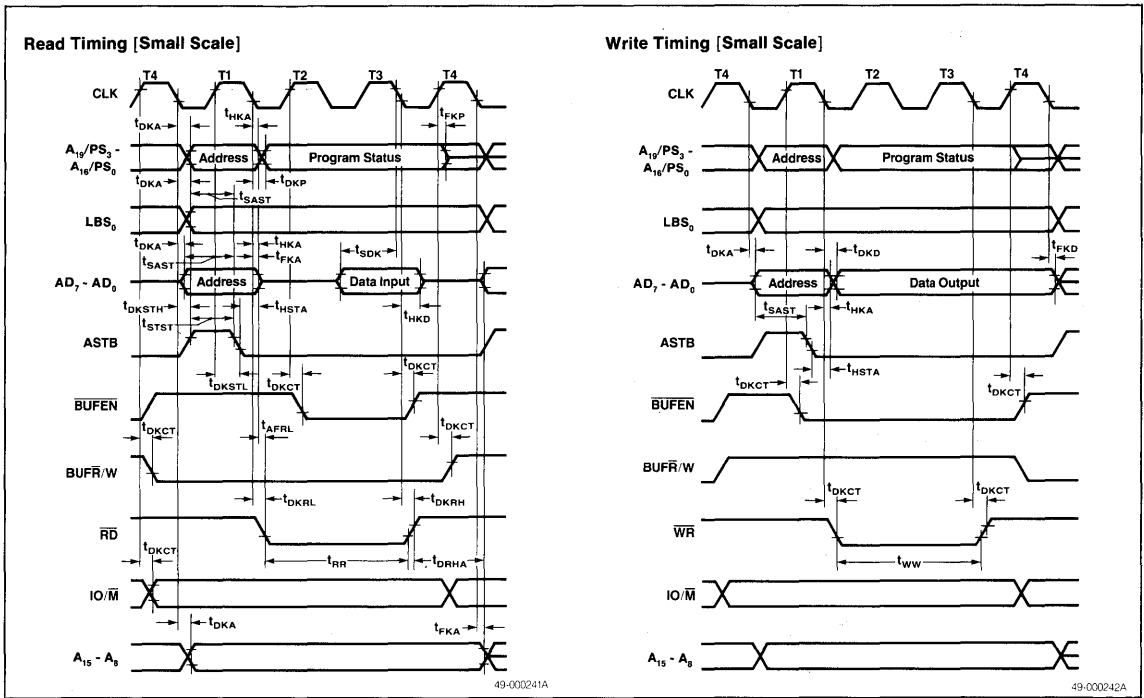 Read Timing [Small Scale]
T4 T1 T2 T3 T4
CLK
tHKA
tFKP
tDKA
A19/PS3 -
A16/PS0
Address
Program Status
tDKA
tDKP
tSAST
LBS0
tDKA
tHKA
tSDK
tSAST
tFKA
AD7 - AD0
Address
Data Input
tDKSTH
tHSTA
tHKD
tSTST
ASTB
tDKCT
tDKSTL
tDKCT
BUFEN
tAFRL
tDKCT
tDKCT
BUFR/W
tDKRL
tDKRH
RD
tDKCT
tRR
tDRHA
IO/M
tDKA
tFKA
A15 - A8
49-000241A
Write Timing [Small Scale]
T4 T1 T2 T3 T4
CLK
A19/PS3 -
A16/PS0
Address
Program Status
LBS0
tDKA
tDKD
tFKD
AD7 - AD0
Address
Data Output
tSAST
tHKA
ASTB
tHSTA
tDKCT
tDKCT
BUFEN
BUFR/W
tDKCT
tDKCT
WR
tWW
IO/M
A15 - A8
49-000242A